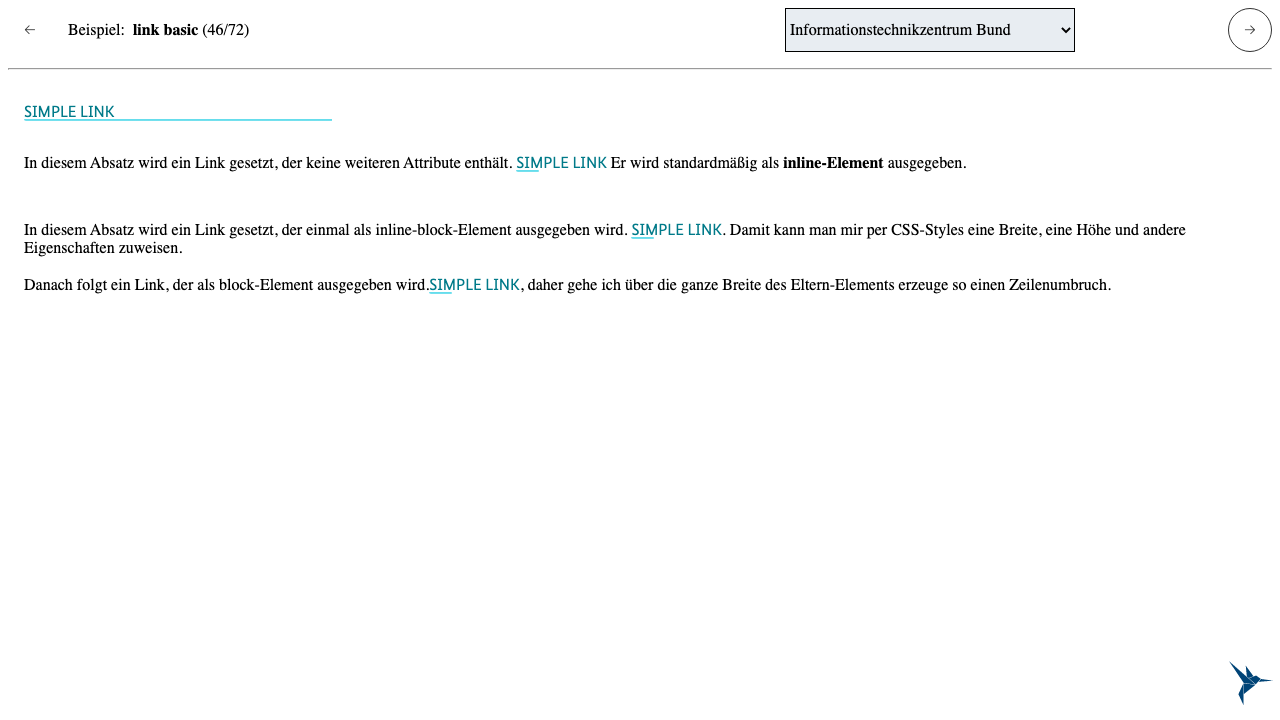 ← Beispiel: link basic (46/72) Informationstechnikzentrum Bund →
SIMPLE LINK
In diesem Absatz wird ein Link gesetzt, der keine weiteren Attribute enthält. SIMPLE LINK Er wird standardmäßig als inline-Element ausgegeben.
In diesem Absatz wird ein Link gesetzt, der einmal als inline-block-Element ausgegeben wird. SIMPLE LINK. Damit kann man mir per CSS-Styles eine Breite, eine Höhe und andere
Eigenschaften zuweisen.
Danach folgt ein Link, der als block-Element ausgegeben wird.SIMPLE LINK, daher gehe ich über die ganze Breite des Eltern-Elements erzeuge so einen Zeilenumbruch.